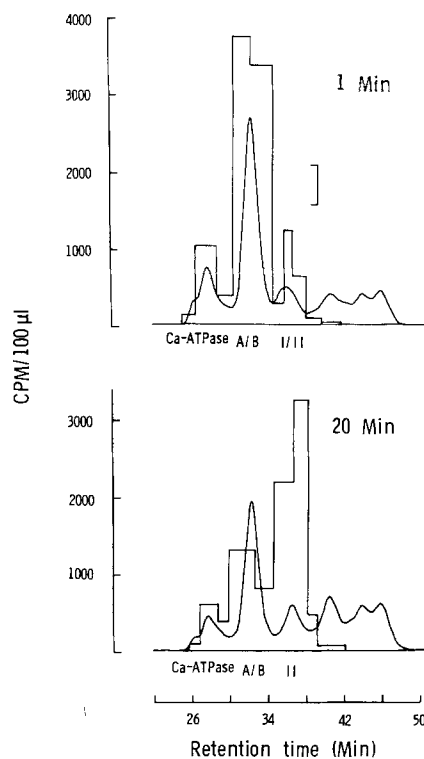 4000
1 Min
3000
2000
1000
Ca-ATPase A/B I/II
CPM/100 μl
20 Min
3000
2000
1000
Ca-ATPase A/B II
26 34 42 50
Retention time (Min)